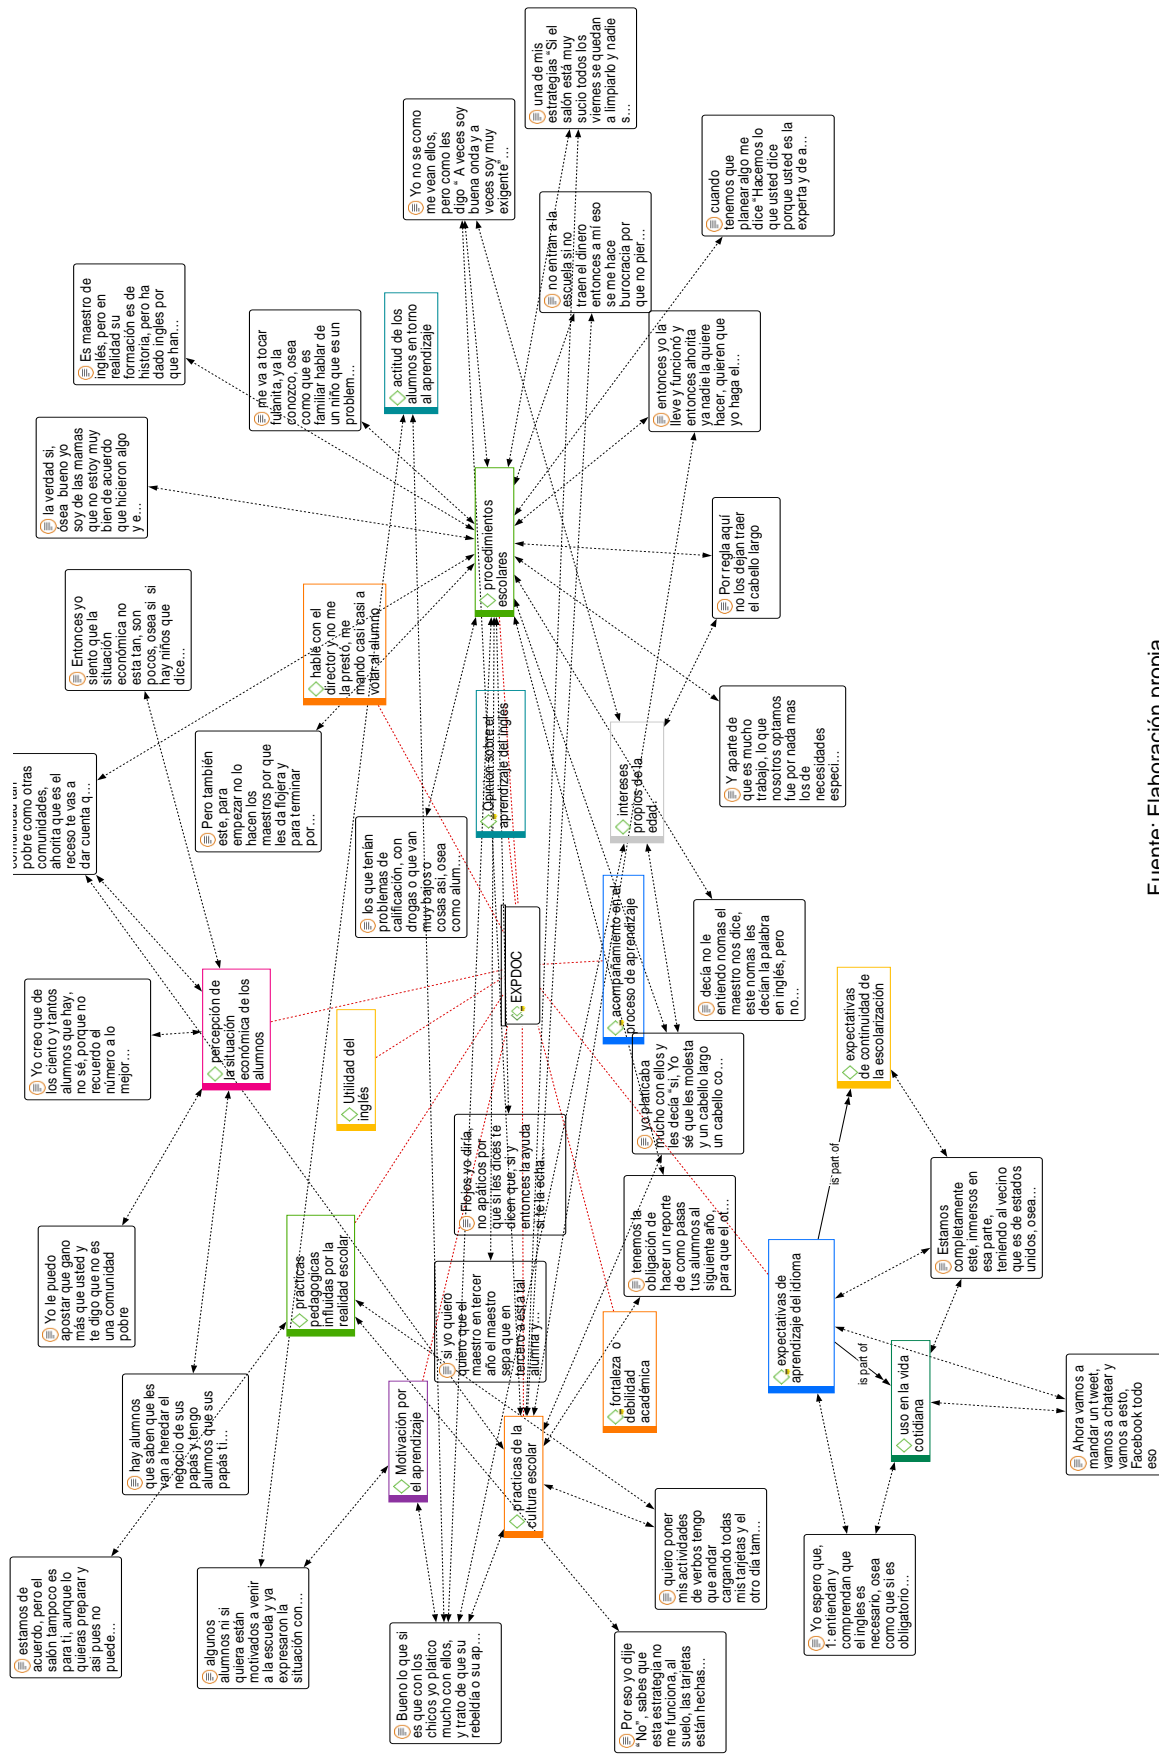 estamos de
acuerdo, pero el
salón tampoco es
para ti, aunque lo
quieras preparar y
asi pues no
puede…
Yo le puedo
apostar que gano
más que usted y
te digo que no es
una comunidad
pobre
Yo creo que de
los ciento y tantos
alumnos que hay,
no sé, porque no
recuerdo el
número a lo
mejor…
pobre como otras
comunidades,
ahorita que es el
receso te vas a
dar cuenta q…
Entonces yo
siento que la
situación
económica no
esta tan, son
pocos, osea si si
hay niños que
dice…
la verdad si,
osea bueno yo
soy de las mamas
que no estoy muy
bien de acuerdo
que hicieron algo
y e…
Es maestro de
inglés, pero en
realidad su
formación es de
historia, pero ha
dado ingles por
que han…
hay alumnos
que saben que les
van a heredar el
negocio de sus
papás y tengo
alumnos que sus
papás ti…
algunos
alumnos ni si
quiera están
motivados a venir
a la escuela y ya
expresaron la
situación con…
percepción de
la situación
económica de los
alumnos
Pero también
este, para
empezar no lo
hacen los
maestros por que
les da flojera y
para terminar
por…
me va a tocar
fulanita, ya la
conozco, osea
como que es
familiar hablar de
un niño que es un
problem…
practicas
pedagogicas
influidas por la
realidad escolar
Utilidad del
inglés
hable con el
director y no me
la prestó, me
mando casi casi a
votar al alumno
los que tenían
problemas de
calificación, con
drogas o que van
muy bajos o
cosas asi, osea
como alum…
actitud de los
alumnos en torno
al aprendizaje
Yo no se como
me vean ellos,
pero como les
digo “ A veces soy
buena onda y a
veces soy muy
exigente”…
Bueno lo que si
es que con los
chicos yo platico
mucho con ellos,
y trato de que su
rebeldía o su ap…
Motivación por
el aprendizaje
si yo quiero
quiero que el
maestro en tercer
año el maestro
sepa que en
tercero a esta tal
alumna y…
Flojos yo diría,
no apáticos por
que si les dices te
dicen que, si y
entonces la ayuda
si te la echa…
Opinión sobre el
aprendizaje del inglés
procedimientos
escolares
practicas de la
cultura escolar
EXPDOC
una de mis
estrategias “Si el
salón está muy
sucio todos los
viernes se quedan
a limpiarlo y nadie
s…
no entran a la
escuela si no
traen el dinero
entonces a mí eso
se me hace
burocracia por
que no pier…
Por eso yo dije
“No”, sabes que
esta estrategia no
me funciona, al
suelo, las tarjetas
están hechas…
quiero poner
mis actividades
de verbos tengo
que andar
cargando todas
mis tarjetas y el
otro día tam…
fortaleza o
debilidad
académica
tenemos la
obligación de
hacer un reporte
de como pasas
tus alumnos al
siguiente año,
para que el ot…
yo platicaba
mucho con ellos y
les decía “si, Yo
sé que les molesta
y un cabello largo
un cabello co…
acompañamiento en el
proceso de aprendizaje
intereses
propios de la
edad
entonces yo la
lleve y funcionó y
entonces ahorita
ya nadie la quiere
hacer, quieren que
yo haga el…
cuando
tenemos que
planear algo me
dice “Hacemos lo
que usted dice
porque usted es la
experta y de a…
decía no le
entiendo nomas el
maestro nos dice,
este nomas les
decían la palabra
en inglés, pero
no…
Y aparte de
que es mucho
trabajo, lo que
nosotros optamos
fue por nada mas
los de
necesidades
especi…
Por regla aquí
no los dejan traer
el cabello largo
Yo espero que,
1: entiendan y
comprendan que
el ingles es
necesario, osea
como que si es
obligatorio…
expectativas de
aprendizaje del idioma
is part of
expectativas
de continuidad de
la escolarización
is part of
uso en la vida
cotidiana
Estamos
completamente
este, inmersos en
esa parte,
teniendo al vecino
que es de estados
unidos, osea…
Ahora vamos a
mandar un tweet,
vamos a chatear y
vamos a esto,
Facebook todo
eso
Fuente: Elaboración propia